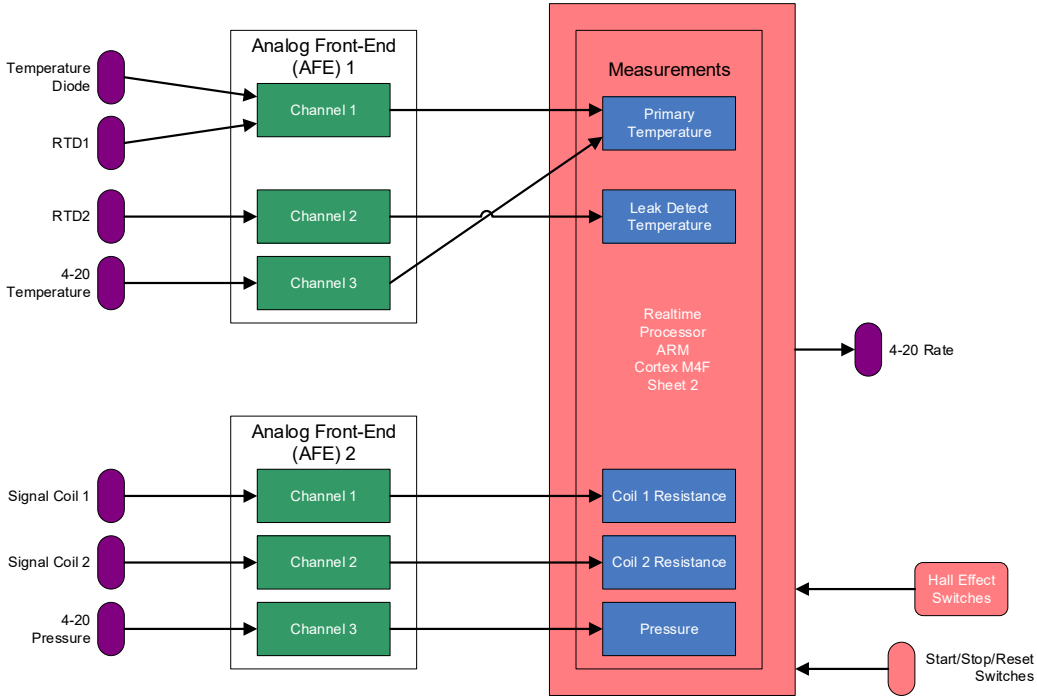 Temperature
Diode
RTD1
RTD2
4-20
Temperature
Analog Front-End
(AFE) 1
Channel 1
Channel 2
Channel 3
Measurements
Primary
Temperature
Leak Detect
Temperature
Realtime
Processor
ARM
Cortex M4F
Sheet 2
4-20 Rate
Signal Coil 1
Signal Coil 2
4-20
Pressure
Analog Front-End
(AFE) 2
Channel 1
Channel 2
Channel 3
Coil 1 Resistance
Coil 2 Resistance
Pressure
Hall Effect
Switches
Start/Stop/Reset
Switches